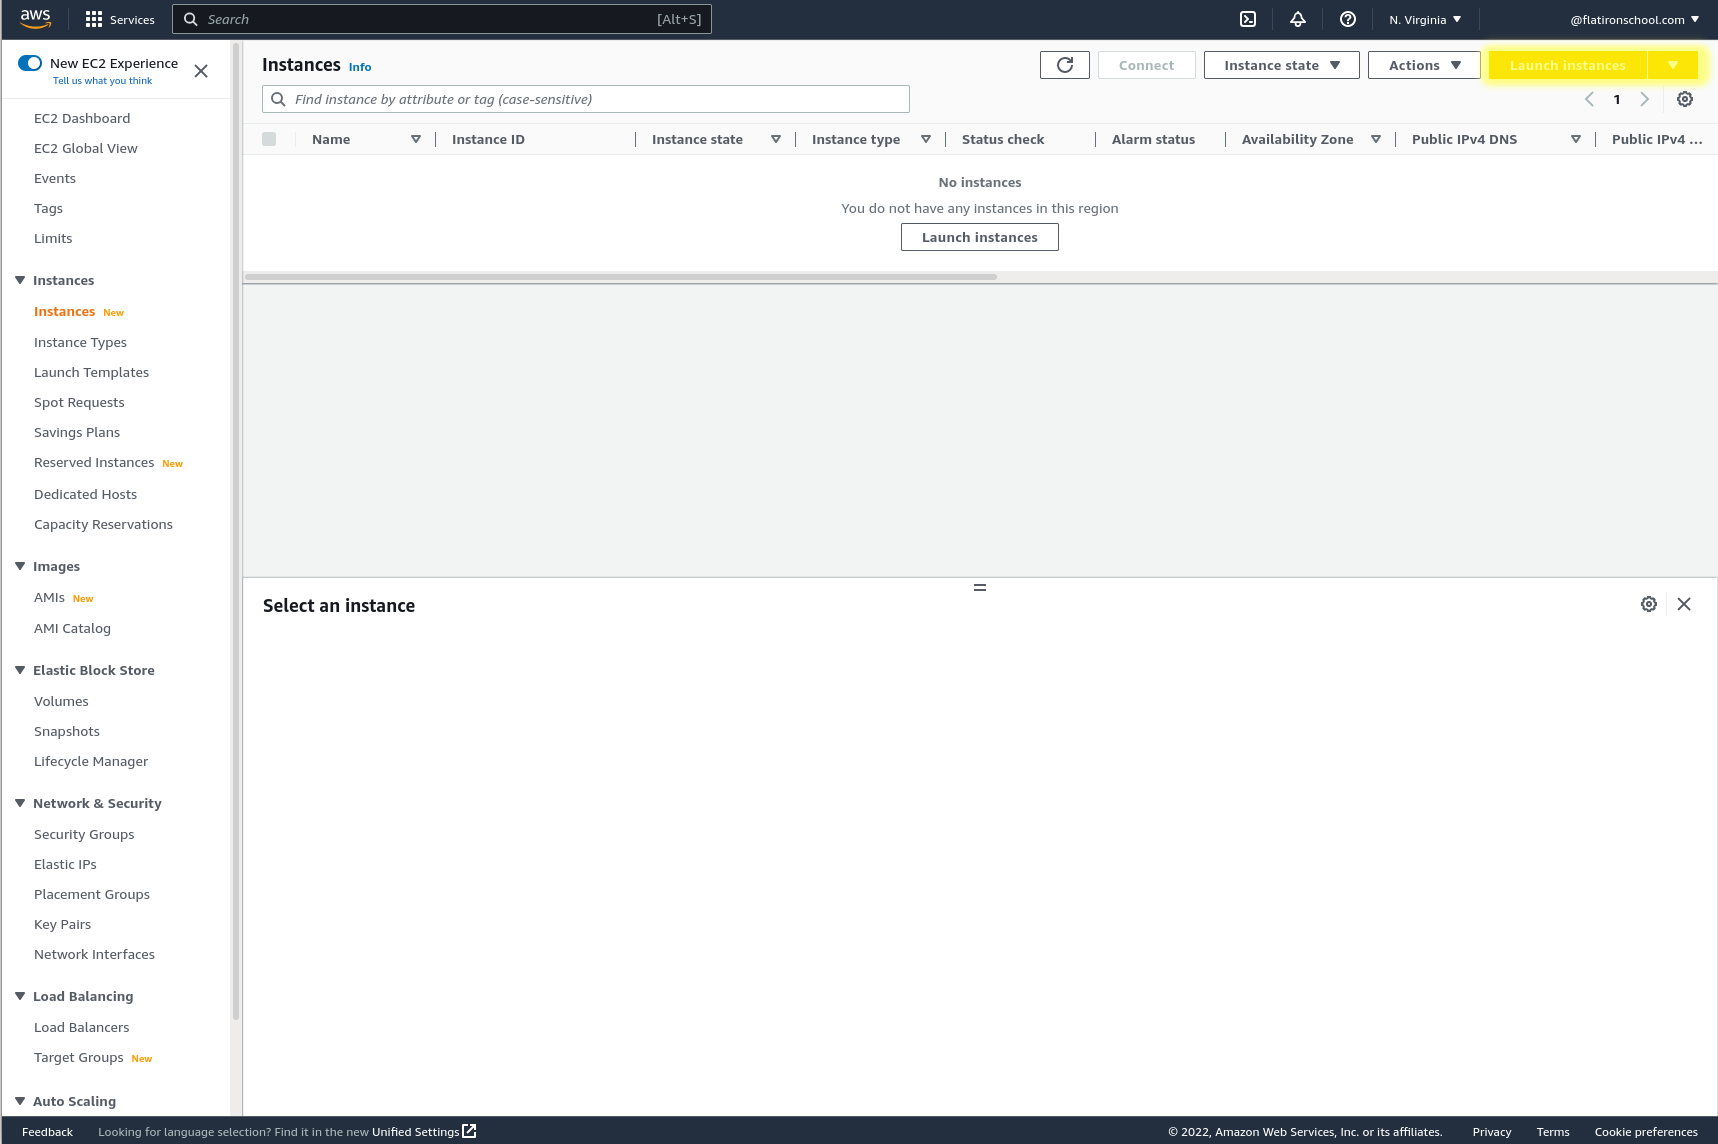 aws
Services
Search
[Alt+S]
N. Virginia
@flatironschool.com
New EC2 Experience
Tell us what you think
EC2 Dashboard
EC2 Global View
Events
Tags
Limits
Instances
Instances New
Instance Types
Launch Templates
Spot Requests
Savings Plans
Reserved Instances New
Dedicated Hosts
Capacity Reservations
Images
AMIs New
AMI Catalog
Elastic Block Store
Volumes
Snapshots
Lifecycle Manager
Network & Security
Security Groups
Elastic IPs
Placement Groups
Key Pairs
Network Interfaces
Load Balancing
Load Balancers
Target Groups New
Auto Scaling
Instances Info
Connect
Instance state
Actions
Launch instances
Find instance by attribute or tag (case-sensitive)
1
Name
Instance ID
Instance state
Instance type
Status check
Alarm status
Availability Zone
Public IPv4 DNS
Public IPv4 ...
No instances
You do not have any instances in this region
Launch instances
Select an instance
Feedback
Looking for language selection? Find it in the new Unified Settings
© 2022, Amazon Web Services, Inc. or its affiliates.
Privacy
Terms
Cookie preferences